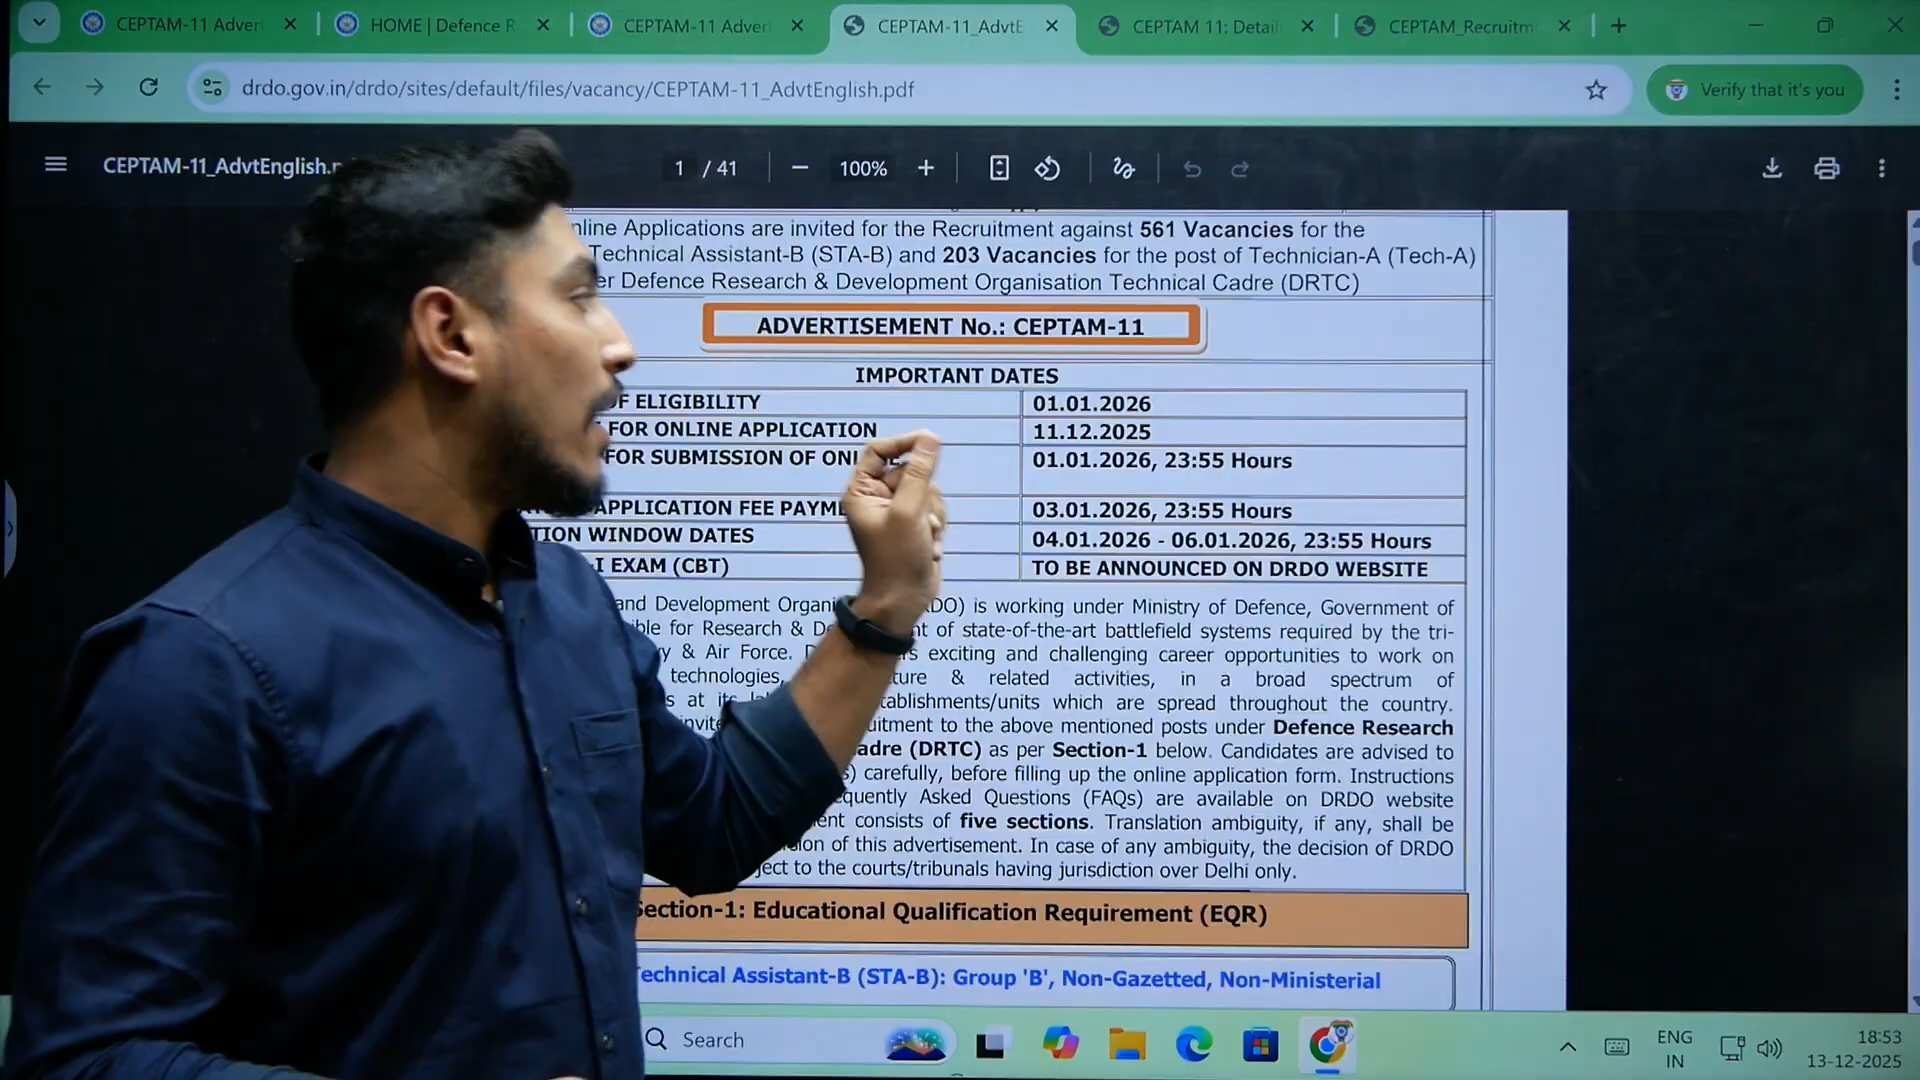 CEPTAM-11 Adver
HOME | Defence R
CEPTAM-11 Adver
CEPTAM-11_AdvtE
CEPTAM 11: Detail
CEPTAM_Recruitm
drdo.gov.in/drdo/sites/default/files/vacancy/CEPTAM-11_AdvtEnglish.pdf
Verify that it's you
CEPTAM-11_AdvtEnglish.p
1 / 41
100%
nline Applications are invited for the Recruitment against 561 Vacancies for the
Technical Assistant-B (STA-B) and 203 Vacancies for the post of Technician-A (Tech-A)
er Defence Research & Development Organisation Technical Cadre (DRTC)
ADVERTISEMENT No.: CEPTAM-11
IMPORTANT DATES
OF ELIGIBILITY 01.01.2026
FOR ONLINE APPLICATION 11.12.2025
FOR SUBMISSION OF ONLINE 01.01.2026, 23:55 Hours
APPLICATION FEE PAYME 03.01.2026, 23:55 Hours
TION WINDOW DATES 04.01.2026 - 06.01.2026, 23:55 Hours
-I EXAM (CBT) TO BE ANNOUNCED ON DRDO WEBSITE
and Development Organi DO) is working under Ministry of Defence, Government of
ible for Research & De nt of state-of-the-art battlefield systems required by the tri-
y & Air Force. D rs exciting and challenging career opportunities to work on
technologies, ture & related activities, in a broad spectrum of
s at its tablishments/units which are spread throughout the country.
invite uitment to the above mentioned posts under Defence Research
adre (DRTC) as per Section-1 below. Candidates are advised to
s) carefully, before filling up the online application form. Instructions
equently Asked Questions (FAQs) are available on DRDO website
ent consists of five sections. Translation ambiguity, if any, shall be
ion of this advertisement. In case of any ambiguity, the decision of DRDO
ject to the courts/tribunals having jurisdiction over Delhi only.
Section-1: Educational Qualification Requirement (EQR)
Technical Assistant-B (STA-B): Group 'B', Non-Gazetted, Non-Ministerial
Search
ENG
IN
18:53
13-12-2025